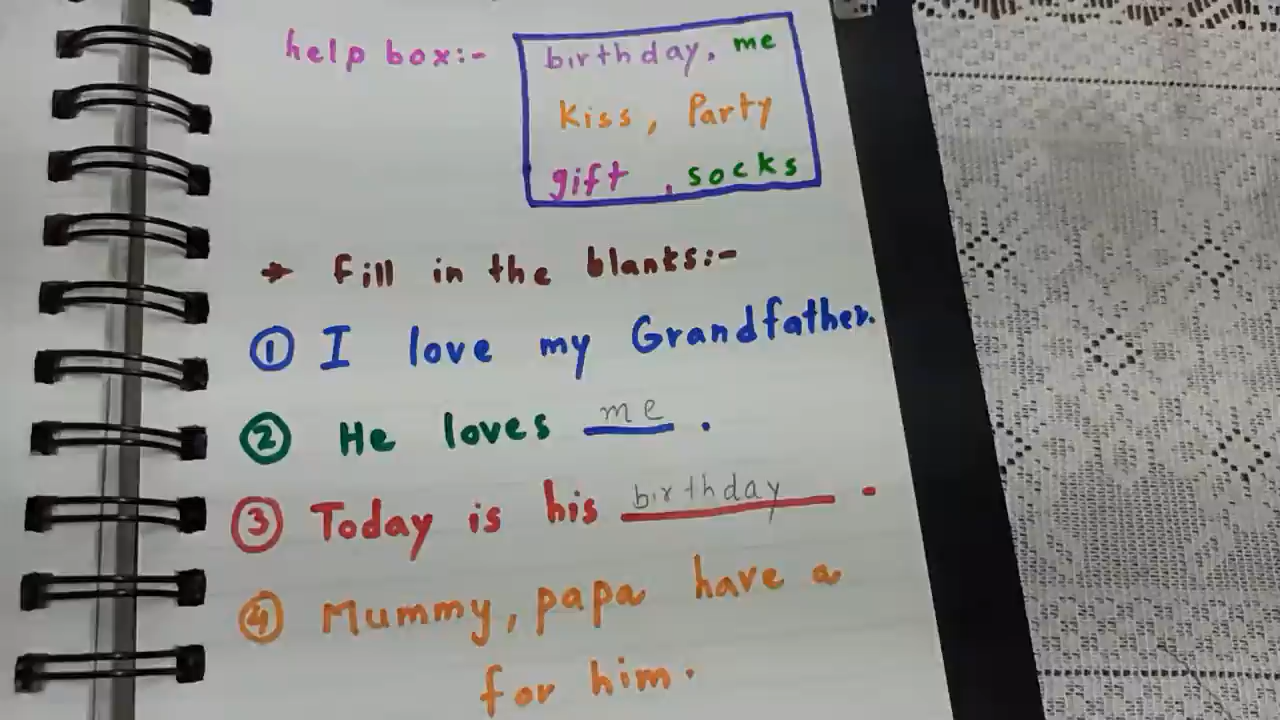 help box:- birthday, me
Kiss, Party
gift, socks
→ Fill in the blanks:-
① I love my Grandfather.
② He loves me.
③ Today is his birthday.
④ Mummy, papa have a
for him.